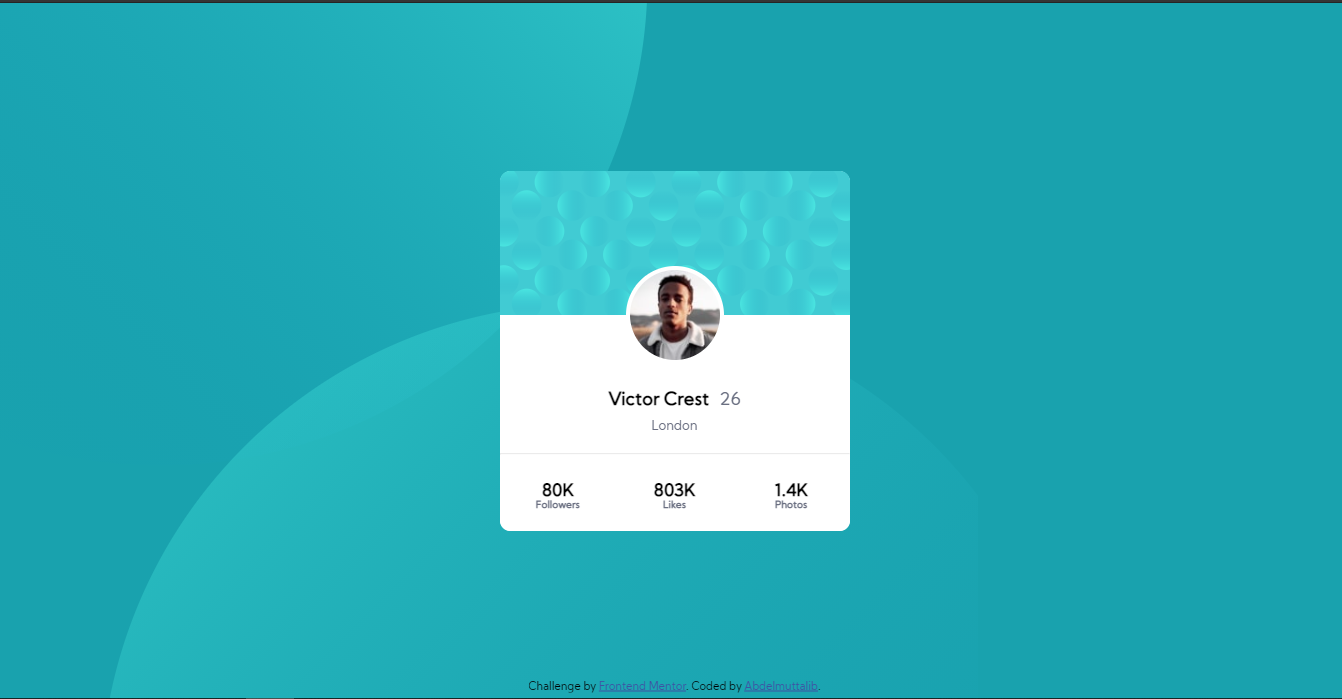 Victor Crest 26
London
80K 803K 1.4K
Followers Likes Photos
Challenge by Frontend Mentor. Coded by Abdelmuttalib.